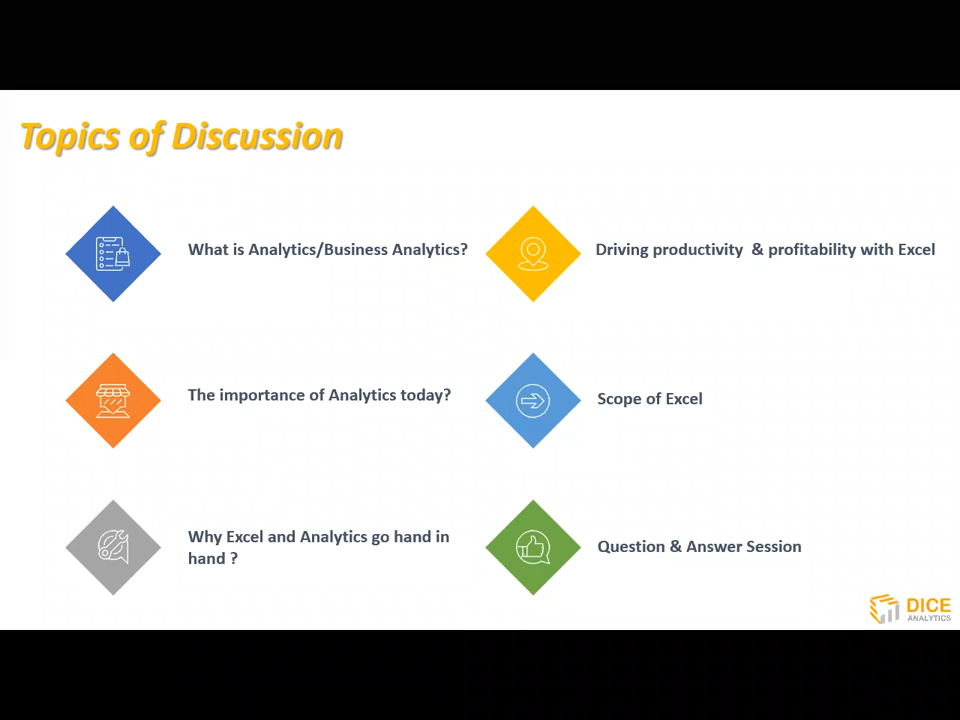 Topics of Discussion
What is Analytics/Business Analytics?
Driving productivity & profitability with Excel
The importance of Analytics today?
Scope of Excel
Why Excel and Analytics go hand in
hand ?
Question & Answer Session
DICE
ANALYTICS